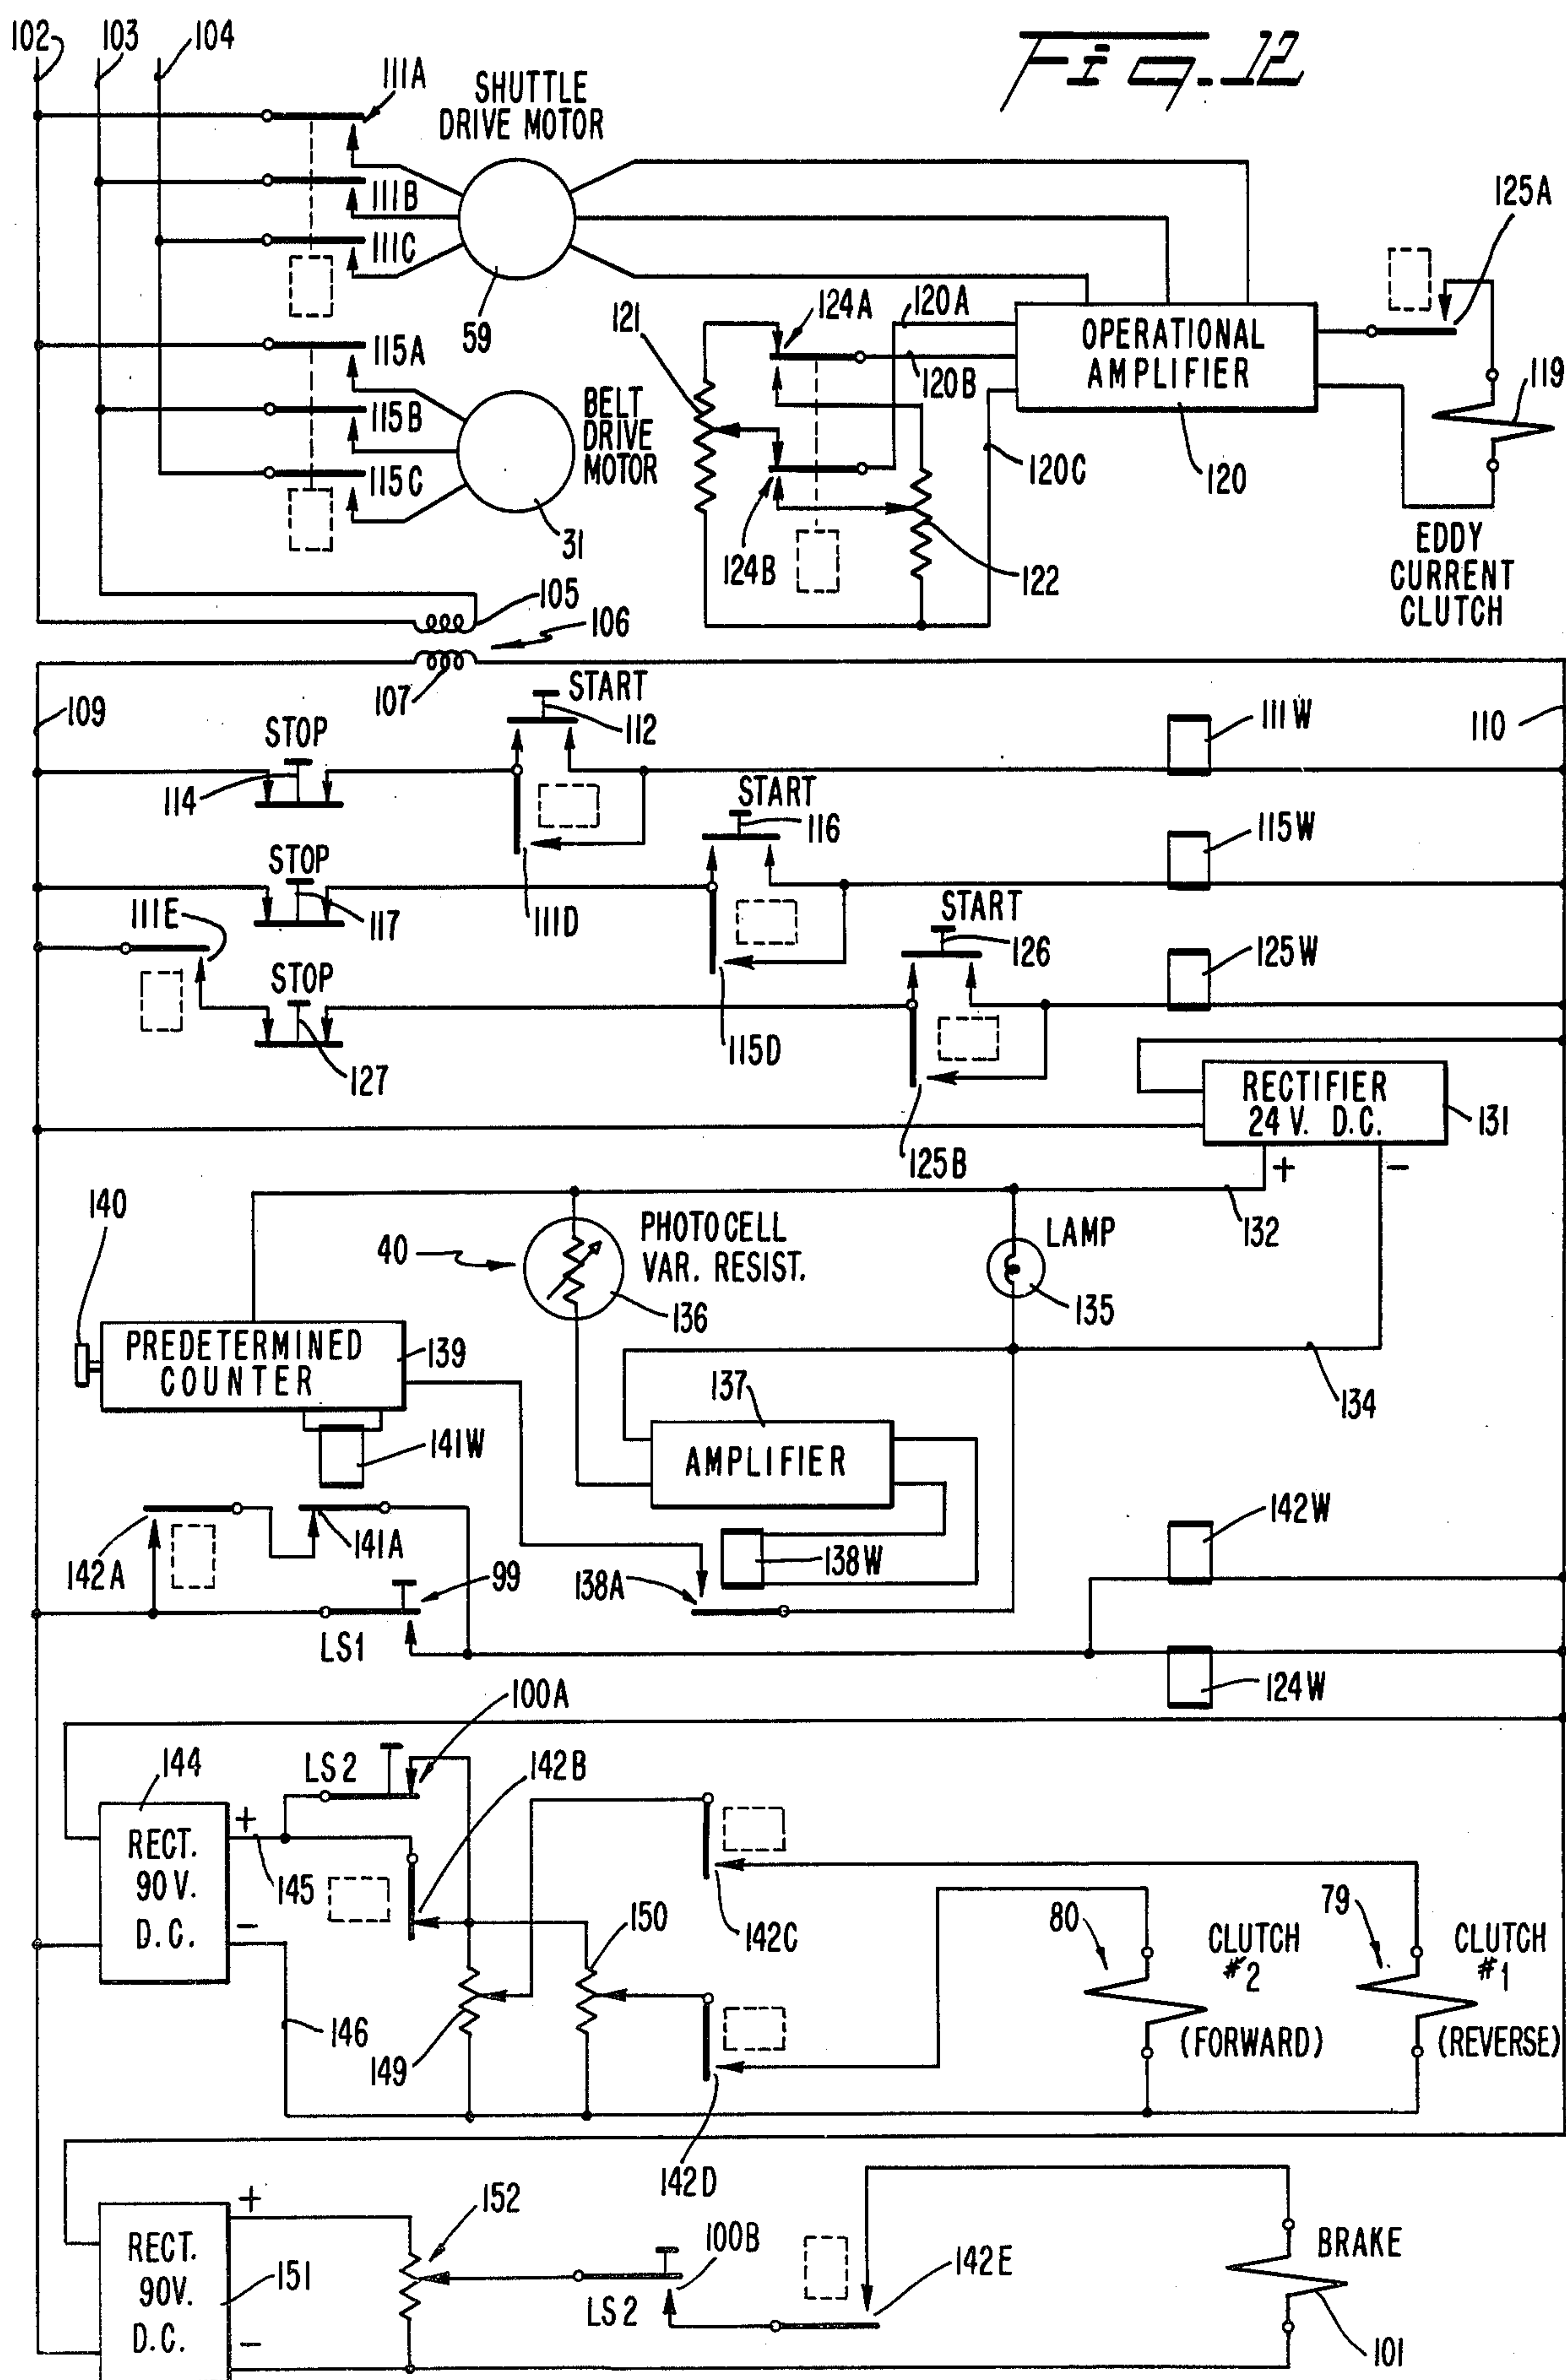 Fig. 12
102
103
104
111A
SHUTTLE
DRIVE MOTOR
111B
111C
59
125A
121
124A
120A
OPERATIONAL
AMPLIFIER
120B
119
115A
115B
115C
BELT
DRIVE
MOTOR
31
124B
120C
120
122
EDDY
CURRENT
CLUTCH
105
106
107
109
START
112
111W
110
STOP
114
START
116
115W
STOP
111E
117
111D
START
126
125W
STOP
127
115D
RECTIFIER
24 V. D.C.
131
125B
+
-
140
40
PHOTOCELL
VAR. RESIST.
136
LAMP
135
132
PREDETERMINED
COUNTER
139
137
134
AMPLIFIER
141W
142A
141A
99
138A
138W
142W
LS1
124W
100A
144
LS2
142B
RECT.
90V.
D.C.
+
-
145
150
142C
80
CLUTCH
#2
(FORWARD)
79
CLUTCH
#1
(REVERSE)
146
149
142D
+
152
RECT.
90V.
D.C.
151
100B
LS2
142E
BRAKE
101
-